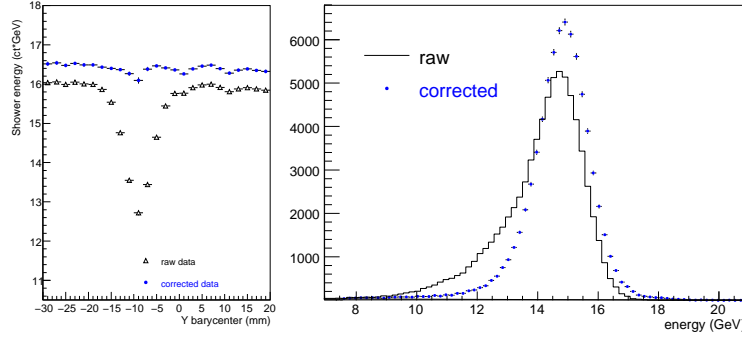 Shower energy (ct*GeV)
18
17
16
15
14
13
12
11
raw data
corrected data
−30 −25 −20 −15 −10 −5 0 5 10 15 20
Y barycenter (mm)
6000
5000
4000
3000
2000
1000
raw
corrected
8 10 12 14 16 18 20
energy (GeV)